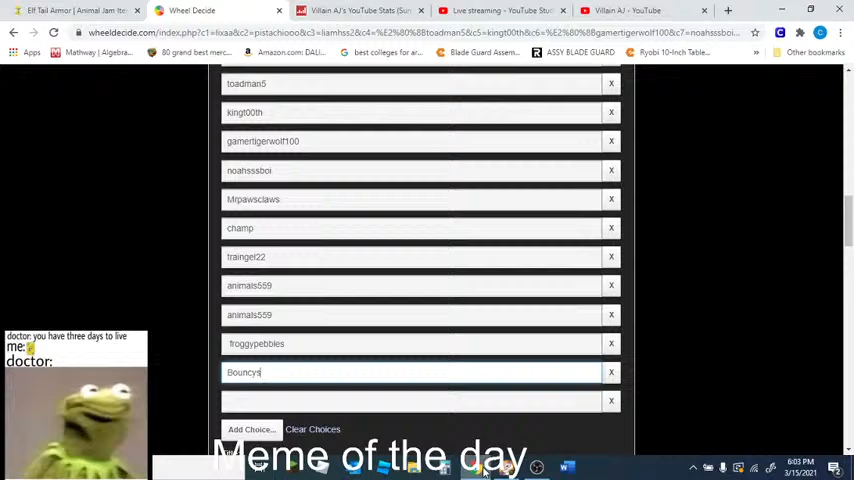 Elf Tail Armor | Animal Jam Ite
Wheel Decide
Villain AJ's YouTube Stats (Sum
Live streaming - YouTube Stud
Villain AJ - YouTube
wheeldecide.com/index.php?c1=lixaa&c2=pistachiooo&c3=liamhss2&c4=%E2%80%8Btoadman5&c5=kingt00th&c6=%E2%80%8Bgamertigerwolf100&c7=noahsssboi...
Mathway | Algebra...
80 grand best merc...
Amazon.com: DALI...
best colleges for ar...
Blade Guard Assemb...
ASSY BLADE GUARD
Ryobi 10-Inch Table...
»
Other bookmarks
toadman5 X
kingt00th X
gamertigerwolf100 X
noahsssboi X
Mrpawsclaws X
champ X
traingel22 X
animals559 X
animals559 X
froggypebbles X
Bouncys X
X
Add Choice... Clear Choices
doctor: you have three days to live
me:
doctor:
Meme of the day
6:03 PM
3/15/2021